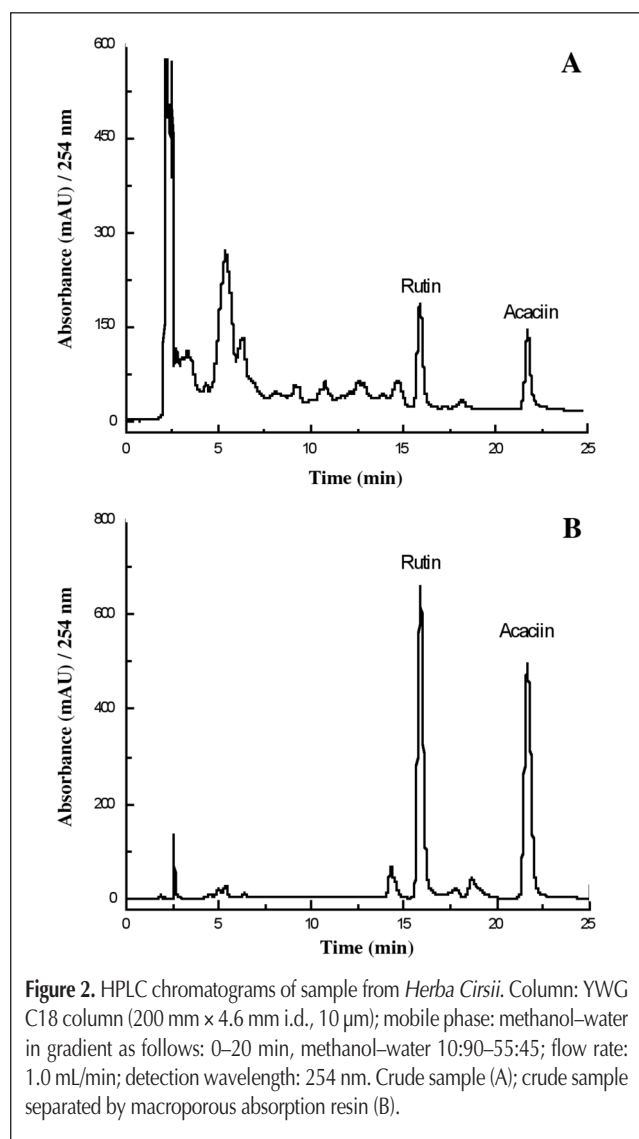 600
A
450
300
150
0
Absorbance (mAU) / 254 nm
Rutin
Acaciin
0 5 10 15 20 25
Time (min)
800
B
600
400
200
0
Absorbance (mAU) / 254 nm
Rutin
Acaciin
0 5 10 15 20 25
Time (min)
Figure 2. HPLC chromatograms of sample from Herba Cirsii. Column: YWG
C18 column (200 mm × 4.6 mm i.d., 10 µm); mobile phase: methanol–water
in gradient as follows: 0–20 min, methanol–water 10:90–55:45; flow rate:
1.0 mL/min; detection wavelength: 254 nm. Crude sample (A); crude sample
separated by macroporous absorption resin (B).